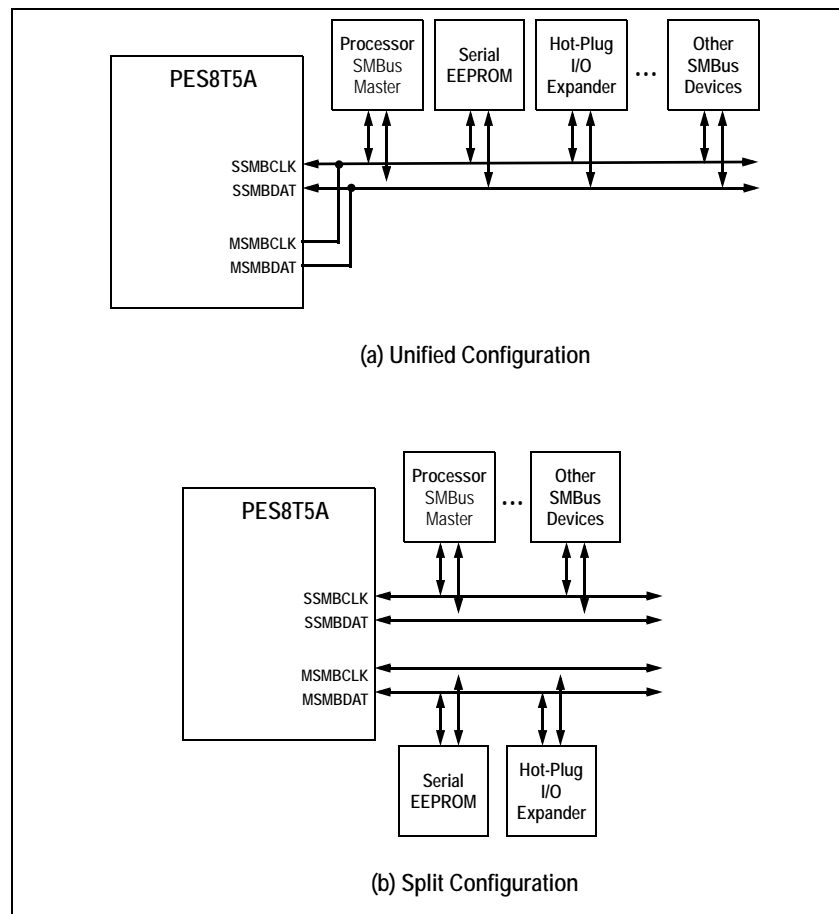 PES8T5A
Processor
SMBus
Master
Serial
EEPROM
Hot-Plug
I/O
Expander
...
Other
SMBus
Devices
SSMBCLK
SSMBDAT
MSMBCLK
MSMBDAT
(a) Unified Configuration
PES8T5A
Processor
SMBus
Master
...
Other
SMBus
Devices
SSMBCLK
SSMBDAT
MSMBCLK
MSMBDAT
Serial
EEPROM
Hot-Plug
I/O
Expander
(b) Split Configuration